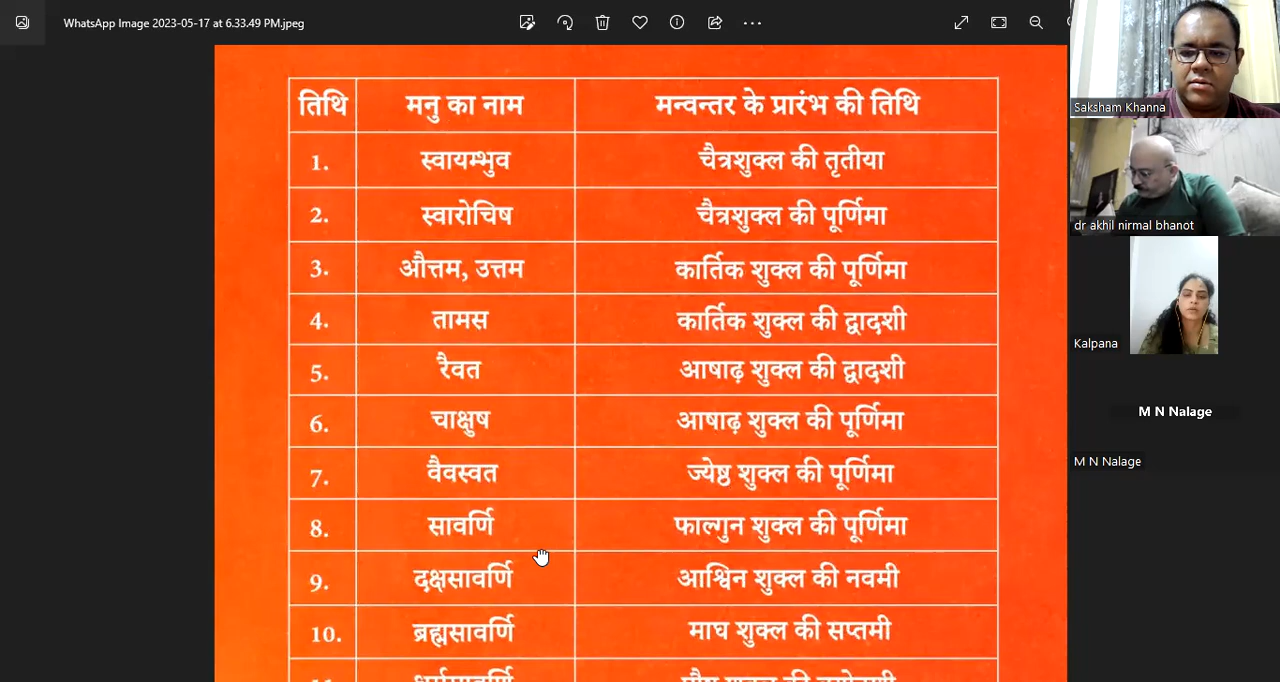 WhatsApp Image 2023-05-17 at 6.33.49 PM.jpeg
तिथि मनु का नाम मन्वन्तर के प्रारंभ की तिथि
1. स्वायम्भुव चैत्रशुक्ल की तृतीया
2. स्वारोचिष चैत्रशुक्ल की पूर्णिमा
3. औत्तम, उत्तम कार्तिक शुक्ल की पूर्णिमा
4. तामस कार्तिक शुक्ल की द्वादशी
5. रैवत आषाढ़ शुक्ल की द्वादशी
6. चाक्षुष आषाढ़ शुक्ल की पूर्णिमा
7. वैवस्वत ज्येष्ठ शुक्ल की पूर्णिमा
8. सावर्णि फाल्गुन शुक्ल की पूर्णिमा
9. दक्षसावर्णि आश्विन शुक्ल की नवमी
10. ब्रह्मसावर्णि माघ शुक्ल की सप्तमी
Saksham Khanna
dr akhil nirmal bhanot
Kalpana
M N Nalage
M N Nalage